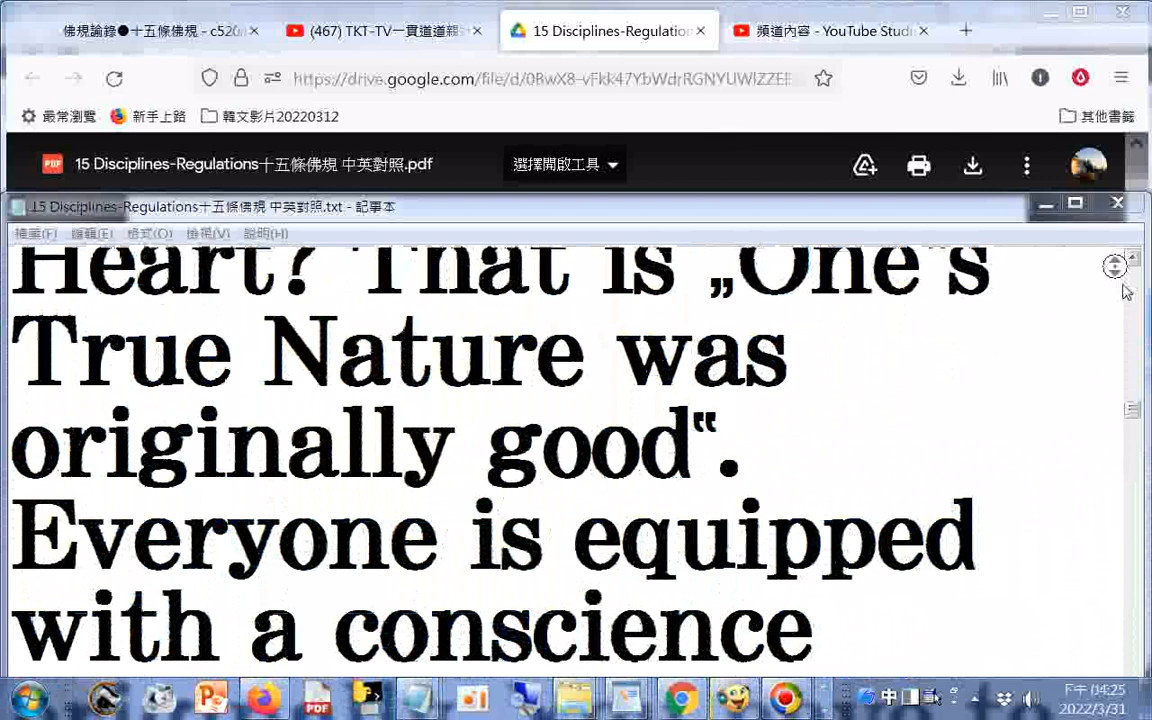 佛規論錄●十五條佛規 - c520
(467) TKT-TV一貫道道親
15 Disciplines-Regulation
頻道內容 - YouTube Studi
https://drive.google.com/file/d/0BwX8-vFkk47YbWdrRGNYUWlZZEE
最常瀏覽
新手上路
韓文影片20220312
其他書籤
PDF
15 Disciplines-Regulations十五條佛規 中英對照.pdf
選擇開啟工具
15 Disciplines-Regulations十五條佛規 中英對照.txt - 記事本
檔案(F) 編輯(E) 格式(O) 檢視(V) 說明(H)
Heart? That is „One‟s
True Nature was
originally good‟.
Everyone is equipped
with a conscience
中
下午 04:25
2022/3/31